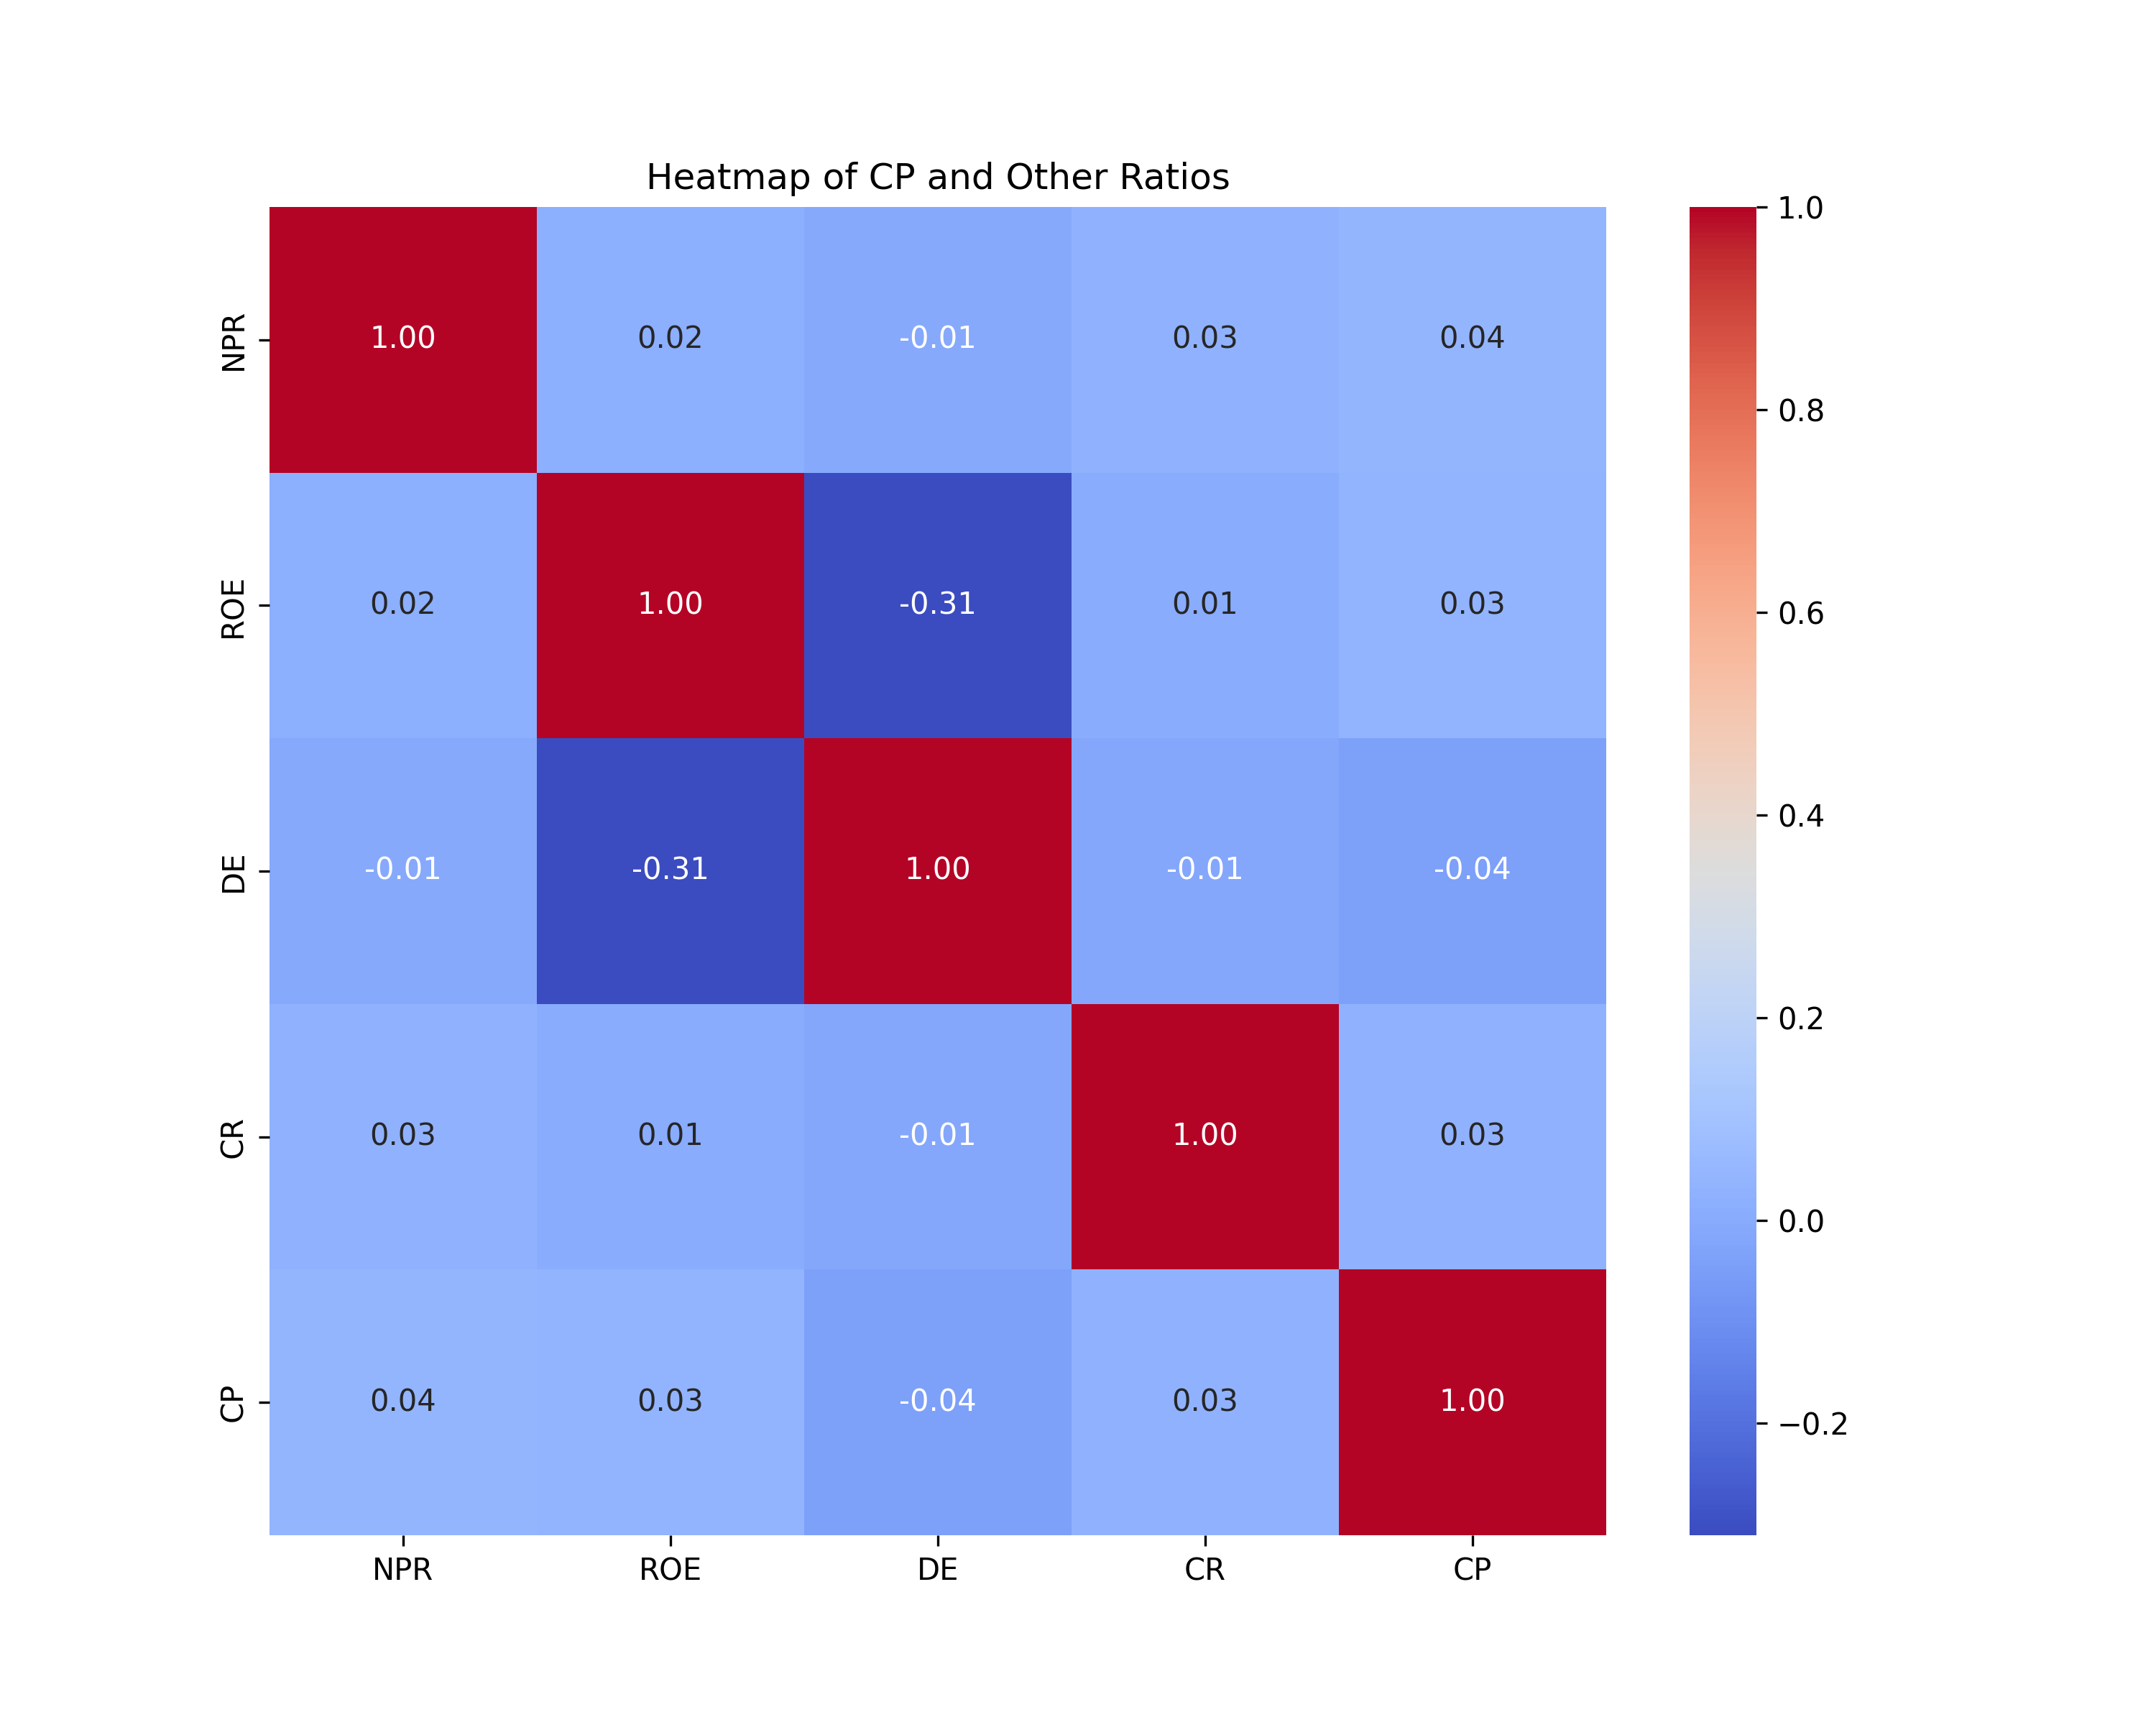 Heatmap of CP and Other Ratios
NPR 1.00 0.02 -0.01 0.03 0.04
ROE 0.02 1.00 -0.31 0.01 0.03
DE -0.01 -0.31 1.00 -0.01 -0.04
CR 0.03 0.01 -0.01 1.00 0.03
CP 0.04 0.03 -0.04 0.03 1.00
NPR ROE DE CR CP
1.0
0.8
0.6
0.4
0.2
0.0
−0.2